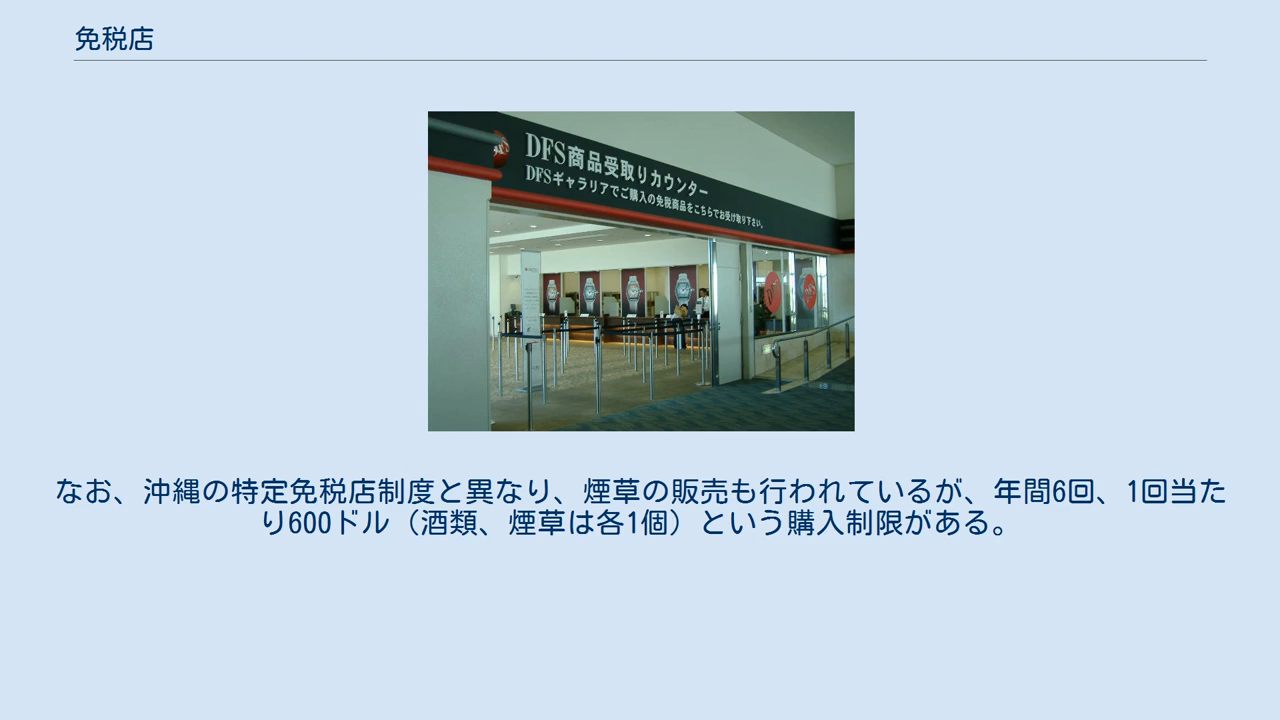 免税店
DFS商品受取りカウンター
DFSギャラリアでご購入の免税商品をこちらでお受け取り下さい。
なお、沖縄の特定免税店制度と異なり、煙草の販売も行われているが、年間6回、1回当た
り600ドル（酒類、煙草は各1個）という購入制限がある。